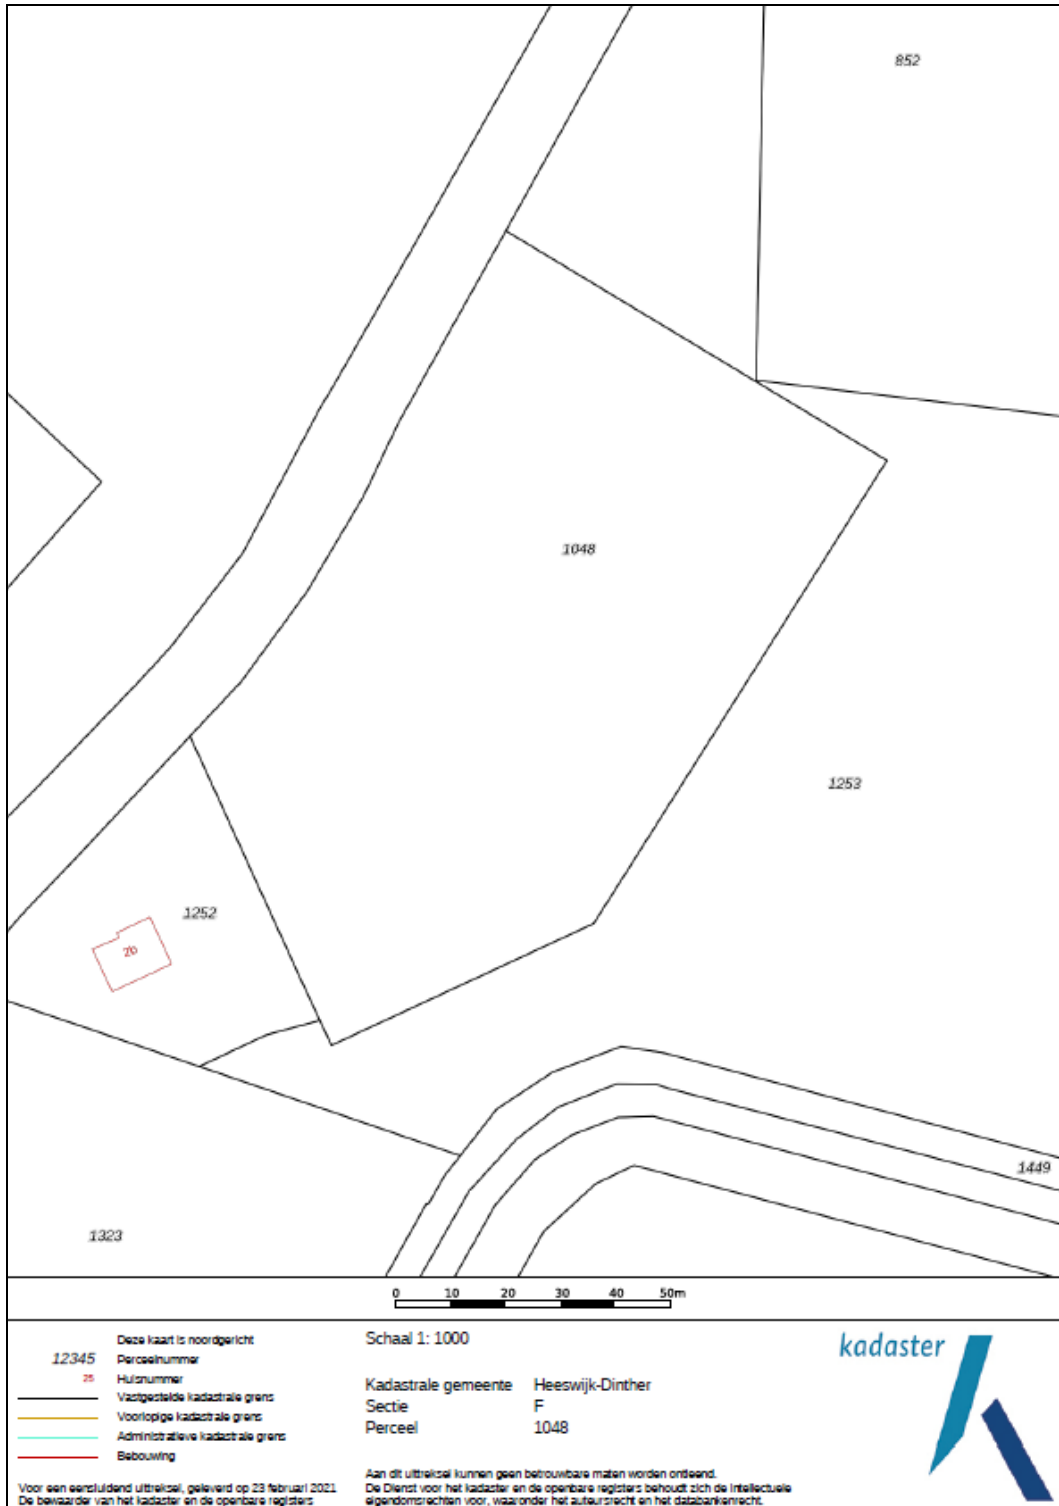 852
1048
1253
1252
2b
1449
1323
0 10 20 30 40 50m
Deze kaart is noordgericht
12345 Perceelnummer
25 Huisnummer
Vastgestelde kadastrale grens
Voorlopige kadastrale grens
Administratieve kadastrale grens
Bebouwing
Voor een eensluidend uittreksel, geleverd op 23 februari 2021
De bewaarder van het kadaster en de openbare registers
Schaal 1: 1000
Kadastrale gemeente Heeswijk-Dinther
Sectie F
Perceel 1048
Aan dit uittreksel kunnen geen betrouwbare maten worden ontleend.
De Dienst voor het kadaster en de openbare registers behoudt zich de intellectuele
eigendomsrechten voor, waaronder het auteursrecht en het databankenrecht.
kadaster